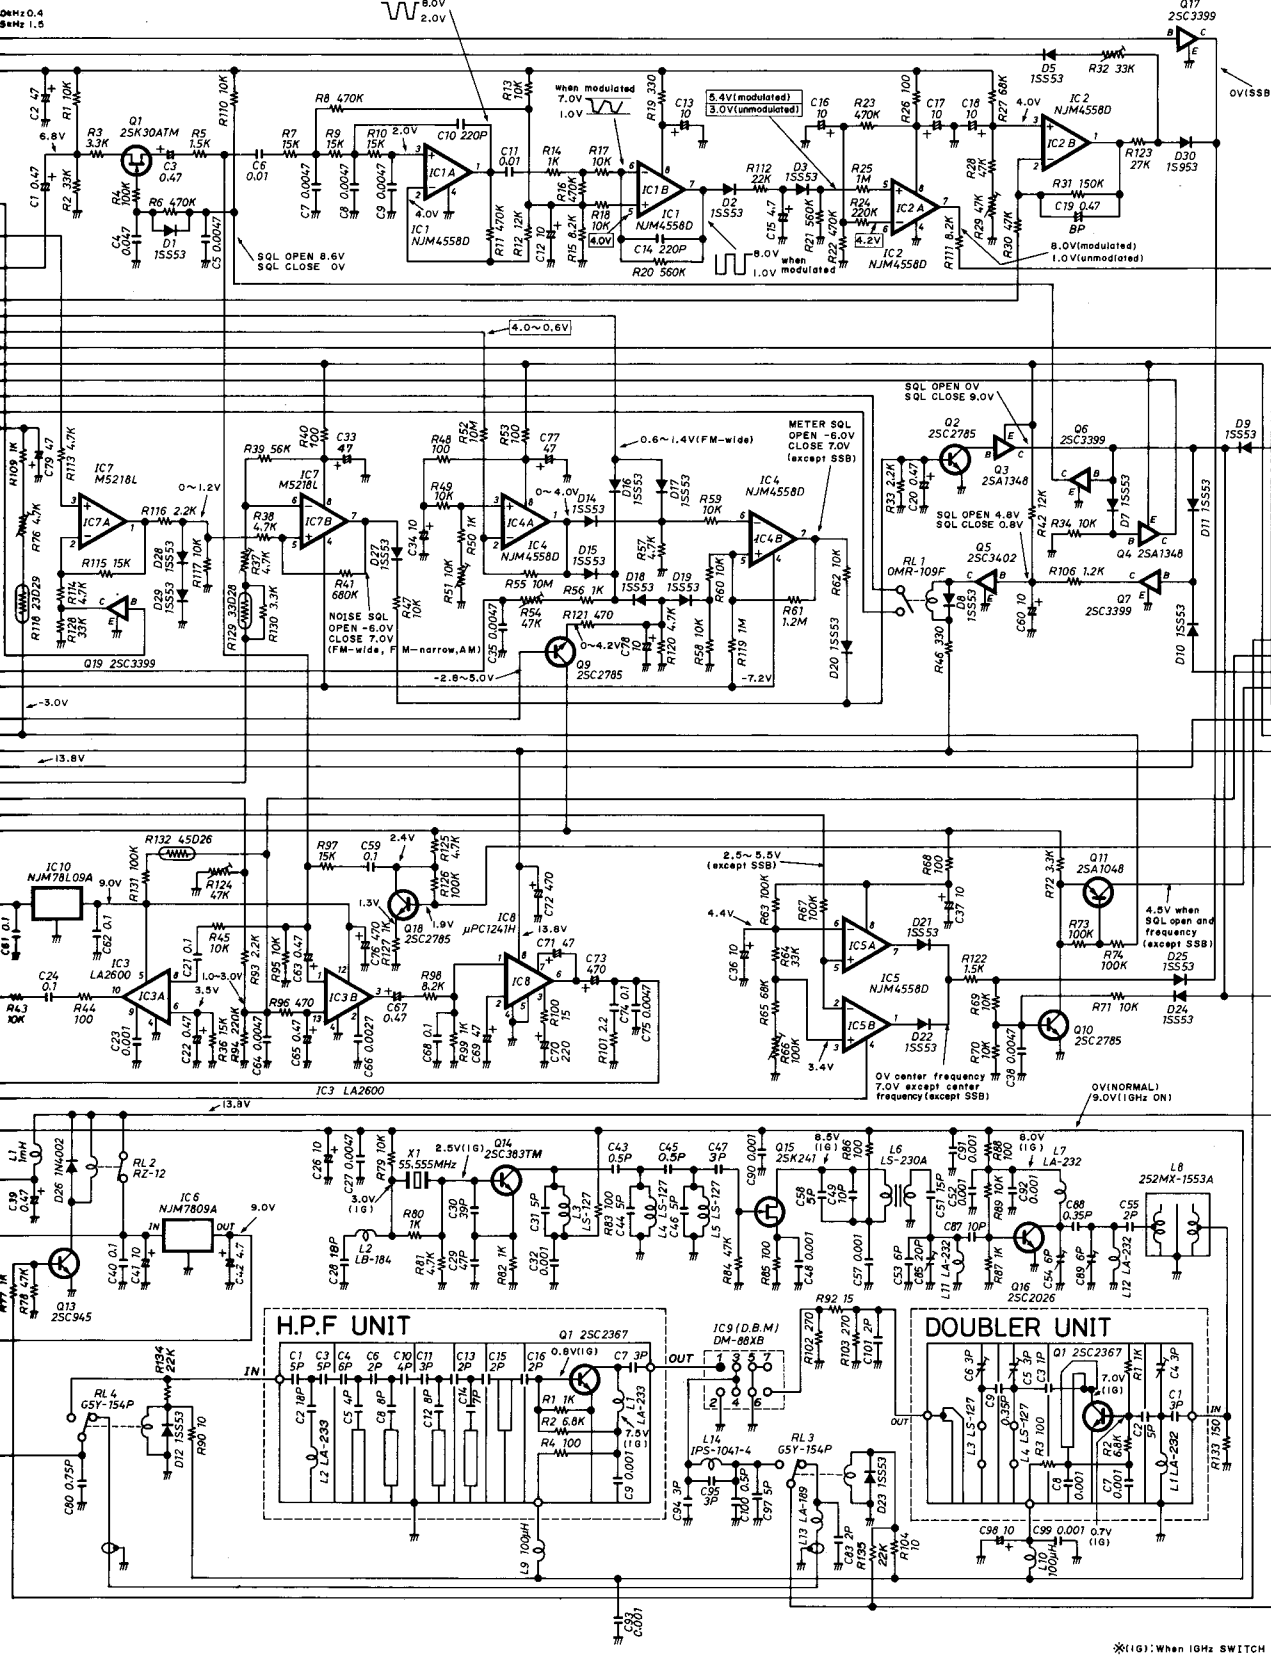 0kHz 0.4
5kHz 1.5
8.0V
2.0V
Q17
2SC3399
D5
1SS53
R32 33K
0V(SSB
C2 47
R1 10K
R110 10K
R8 470K
R13 10K
when modulated
7.0V
1.0V
R19 330
C13 10
5.4V(modulated)
3.0V(unmodulated)
C16 10
R23 470K
R26 100
C17 10
C18 10
R27 68K
4.0V
IC2
NJM4558D
IC2 B
6.8V
R3 3.3K
Q1
2SK30ATM
R5 1.5K
C3 0.47
C6 0.01
R7 15K
R9 15K
R10 15K
2.0V
C10 220P
IC1 A
C11 0.01
R14 1K
R17 10K
R16 470K
IC1 B
IC1
NJM4558D
D2 1SS53
R112 22K
D3 1SS53
R25 1M
R24 220K
IC2 A
R28 47K
R123 27K
D30 1S953
C1 0.47
R2 33K
R4 100K
R6 470K
C4 0.047
D1 1SS53
C5 0.0047
SQL OPEN 8.6V
SQL CLOSE 0V
C7 0.0047
C8 0.0047
C9 0.0047
4.0V
IC1
NJM4558D
R11 470K
R12 12K
C12 10
R15 8.2K
R18 10K
4.0V
C14 220P
R20 560K
8.0V
1.0V
when modulated
C15 4.7
R21 560K
R22 470K
4.2V
IC2
NJM4558D
R111 8.2K
R29 47K
R30 47K
R31 150K
C19 0.47
BP
8.0V(modulated)
1.0V(unmodlated)
4.0~0.6V
SQL OPEN 0V
SQL CLOSE 9.0V
R109 1K
C79 47
R113 4.7K
IC7
M5218L
R39 56K
R40 100
C33 47
IC7
M5218L
R48 100
R52 10M
R53 100
C77 47
0.6~1.4V(FM-wide)
METER SQL
OPEN -6.0V
CLOSE 7.0V
(except SSB)
Q2
2SC2785
Q6
2SC3399
D9 1SS53
Q3
2SA1348
R76 4.7K
IC7A
R116 2.2K
0~1.2V
R38 4.7K
IC7B
R49 10K
IC4A
0~4.0V
D14 1SS53
D16 1SS53
D17 1SS53
R59 10K
IC4
NJM4558D
IC4B
R33 2.2K
C20 0.47
R42 12K
R34 10K
D7 1SS53
Q4 2SA1348
D11 1SS53
SQL OPEN 4.8V
SQL CLOSE 0.8V
R115 15K
D28 1SS53
D29 1SS53
R117 10K
R37 4.7K
R41 680K
D27 1SS53
C34 10
R50 1K
R51 10K
IC4
NJM4558D
D15 1SS53
R57 4.7K
R62 10K
RL1
OMR-109F
Q5
2SC3402
R106 1.2K
Q7
2SC3399
R118 23D29
R114 4.7K
R128 33K
Q19 2SC3399
R129 33D28
R130 3.3K
NOISE SQL
OPEN -6.0V
CLOSE 7.0V
(FM-wide, FM-narrow,AM)
R47 10K
R55 10M
R56 1K
R54 47K
C35 0.0047
R121 470
0~4.2V
Q9
2SC2785
-2.8~5.0V
D18 1SS53
D19 1SS53
C78 10
R120 4.7K
R58 10K
R60 10K
R119 1M
R61 1.2M
-7.2V
D20 1SS53
D8 1SS53
R46 330
C60 10
D10 1SS53
-3.0V
13.8V
R132 45D26
IC10
NJM78L09A
9.0V
R131 100K
R124 47K
R97 15K
C59 0.1
2.4V
R125 4.7K
R126 100K
1.3V
1.9V
Q18
2SC2785
C76 470
R127 1K
C72 470
IC8
μPC1241H
13.8V
2.5~5.5V
(except SSB)
R68 100
R72 3.3K
Q11
2SA1048
4.5V when
SQL open and
frequency
(except SSB)
C61 0.1
C62 0.1
IC3
LA2600
C21 0.1
R45 10K
R93 2.2K
R95 10K
C63 0.47
IC3B
R98 8.2K
C67 0.47
IC8
C71 47
C73 470
4.4V
R63 100K
R67 100K
IC5A
D21 1SS53
C37 10
R73 100K
R74 100K
D25 1SS53
C24 0.1
R43 10K
R44 100
IC3A
3.5V
1.0~3.0V
C23 0.001
C22 0.47
R36 15K
R94 220K
C64 0.0047
R96 470
C65 0.47
C66 0.0027
C68 0.1
R99 1K
C69 47
R100 15
C70 220
R101 2.2
C74 0.1
C75 0.0047
C36 10
R64 33K
R65 68K
R66 100K
IC5
NJM4558D
IC5B
3.4V
D22 1SS53
R122 1.5K
R69 10K
R70 10K
C38 0.0047
Q10
2SC2785
R71 10K
D24 1SS53
IC3 LA2600
0V center frequency
7.0V except center
frequency(except SSB)
0V(NORMAL)
9.0V(1GHz ON)
13.8V
L1 1mH
C39 0.47
D26 1N4002
RL2
RZ-12
IC6
NJM7809A
IN
OUT
9.0V
R77 1K
R78 47K
Q13
2SC945
C40 0.1
C41 10
C42 4.7
C26 10
C27 0.0047
R79 10K
X1
55.555MHz
2.5V(1G)
Q14
2SC383TM
3.0V
(1G)
L2
LB-184
C28 18P
R80 1K
R81 4.7K
C30 39P
C29 47P
R82 1K
C31 5P
C32 0.001
L3 LS-127
R83 100
C43 0.5P
C44 5P
L4 LS-127
C45 0.5P
C46 5P
L5 LS-127
C47 3P
R84 47K
C90 0.001
Q15
2SK241
8.5V
(1G)
R85 100
C48 0.001
C58 5P
C49 10P
C57 0.001
R86 100
L6
LS-230A
C53 6P
C86 20P
C51 15P
L11 LA-232
C52 0.001
C87 10P
C91 0.001
R88 100
R89 10K
R87 1K
8.0V
(1G)
C92 0.001
L7
LA-232
Q16
2SC2026
C54 6P
C88 0.35P
C89 6P
L12 LA-232
C55 2P
L8
252MX-1553A
H.P.F UNIT
IN
OUT
C1 5P
C2 18P
L2 LA-233
C3 5P
C4 6P
C5 4P
C6 2P
C8 8P
C10 4P
C11 3P
C12 8P
C13 2P
C14 7P
C15 2P
C16 2P
Q1 2SC2367
0.8V(1G)
R1 1K
R2 6.8K
R4 100
C7 3P
L1 LA-233
7.5V
(1G)
C9 0.001
L9 100μH
R134 22K
RL4
G5Y-154P
D12 1SS53
R90 10
C80 0.75P
C93 0.001
IC9(D.B.M)
DM-88XB
L14
IPS-1041-4
C94 3P
C95 3P
C100 0.5P
C97 5P
RL3
G5Y-154P
L13 LA-189
C83 2P
D23 1SS53
R135 22K
R104 10
R92 15
R102 270
R103 270
C101 2P
DOUBLER UNIT
OUT
IN
L3 LS-127
C6 3P
C9 0.35P
C5 3P
L4 LS-127
C3 1P
R3 100
Q1 2SC2367
7.0V
(1G)
R1 1K
R2 6.8K
C2 5P
C4 3P
C1 3P
L1 LA-232
C8 0.001
C7 0.001
0.7V
(1G)
R133 150
C98 10
C99 0.001
L10 100μH
※(1G):When 1GHz SWITCH